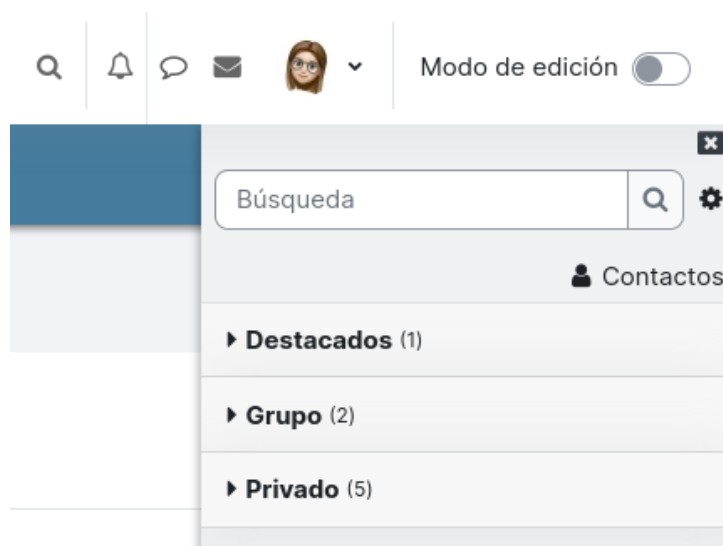 Modo de edición
Búsqueda
Contactos
Destacados (1)
Grupo (2)
Privado (5)